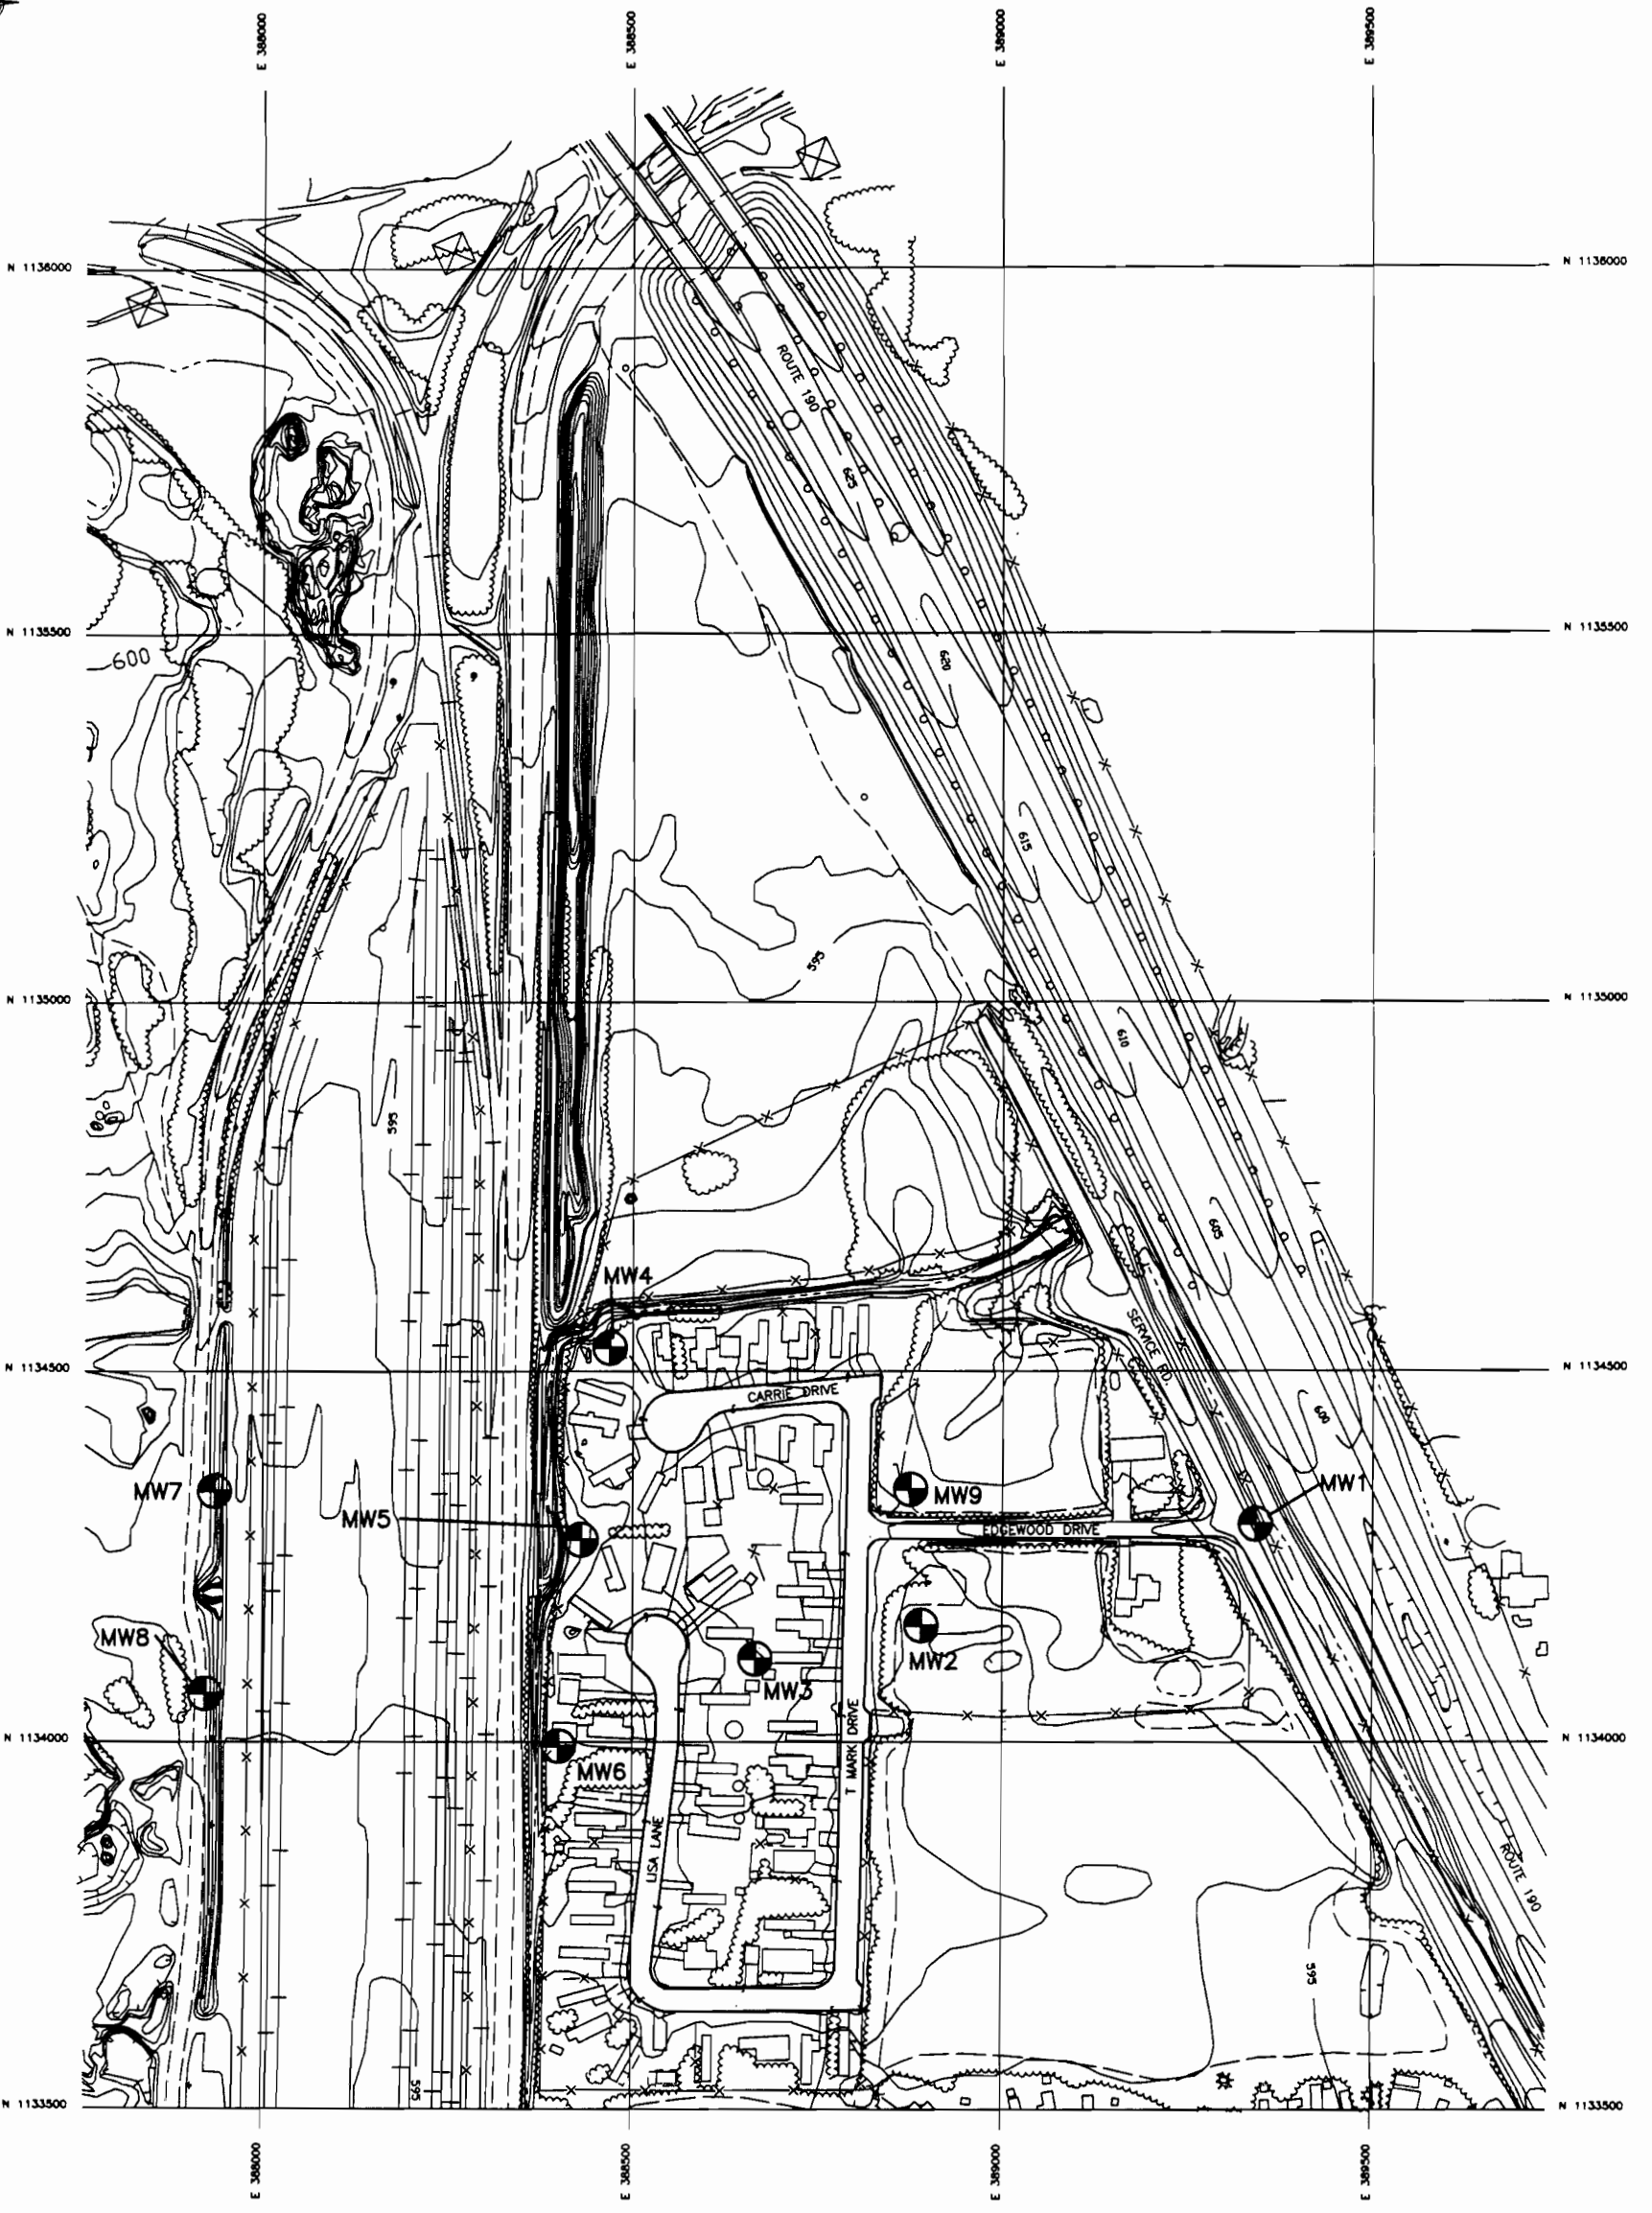 E 388000
E 388500
E 389000
E 389500
N 1136000
N 1136000
ROUTE 190
625
N 1135500
N 1135500
600
620
615
595
N 1135000
N 1135000
610
595
605
MW4
SERVICE RD.
N 1134500
N 1134500
CARRIE DRIVE
600
MW7
MW9
MW1
MW5
EDGEWOOD DRIVE
MW8
MW2
MW3
N 1134000
N 1134000
T MARK DRIVE
MW6
LISA LANE
ROUTE 190
595
595
N 1133500
N 1133500
E 388000
E 388500
E 389000
E 389500